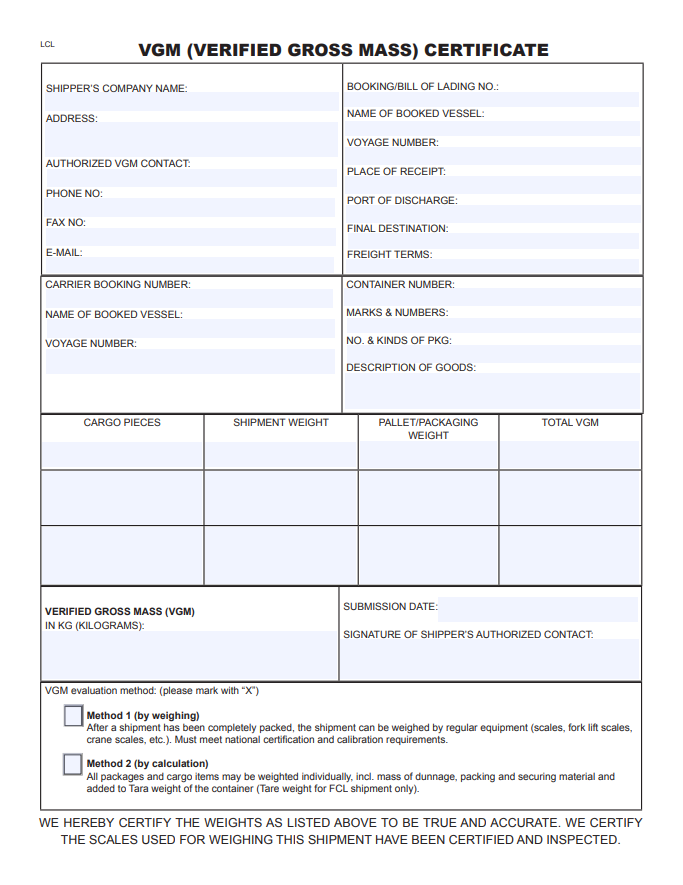 LCL
VGM (VERIFIED GROSS MASS) CERTIFICATE
SHIPPER'S COMPANY NAME:
ADDRESS:
AUTHORIZED VGM CONTACT:
PHONE NO:
FAX NO:
E-MAIL:
BOOKING/BILL OF LADING NO.:
NAME OF BOOKED VESSEL:
VOYAGE NUMBER:
PLACE OF RECEIPT:
PORT OF DISCHARGE:
FINAL DESTINATION:
FREIGHT TERMS:
CARRIER BOOKING NUMBER:
NAME OF BOOKED VESSEL:
VOYAGE NUMBER:
CONTAINER NUMBER:
MARKS & NUMBERS:
NO. & KINDS OF PKG:
DESCRIPTION OF GOODS:
CARGO PIECES
SHIPMENT WEIGHT
PALLET/PACKAGING
WEIGHT
TOTAL VGM
VERIFIED GROSS MASS (VGM)
IN KG (KILOGRAMS):
SUBMISSION DATE:
SIGNATURE OF SHIPPER'S AUTHORIZED CONTACT:
VGM evaluation method: (please mark with “X”)
Method 1 (by weighing)
After a shipment has been completely packed, the shipment can be weighed by regular equipment (scales, fork lift scales,
crane scales, etc.). Must meet national certification and calibration requirements.
Method 2 (by calculation)
All packages and cargo items may be weighted individually, incl. mass of dunnage, packing and securing material and
added to Tara weight of the container (Tare weight for FCL shipment only).
WE HEREBY CERTIFY THE WEIGHTS AS LISTED ABOVE TO BE TRUE AND ACCURATE. WE CERTIFY
THE SCALES USED FOR WEIGHING THIS SHIPMENT HAVE BEEN CERTIFIED AND INSPECTED.